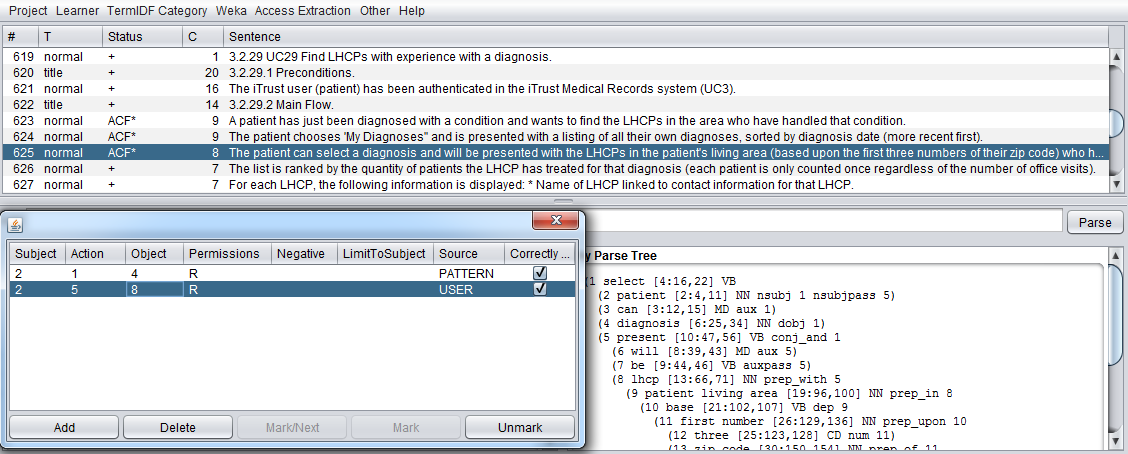 Project Learner TermIDF Category Weka Access Extraction Other Help
# T Status C Sentence
619 normal + 1 3.2.29 UC29 Find LHCPs with experience with a diagnosis.
620 title + 20 3.2.29.1 Preconditions.
621 normal + 16 The iTrust user (patient) has been authenticated in the iTrust Medical Records system (UC3).
622 title + 14 3.2.29.2 Main Flow.
623 normal ACF* 9 A patient has just been diagnosed with a condition and wants to find the LHCPs in the area who have handled that condition.
624 normal ACF* 9 The patient chooses 'My Diagnoses" and is presented with a listing of all their own diagnoses, sorted by diagnosis date (more recent first).
625 normal ACF* 8 The patient can select a diagnosis and will be presented with the LHCPs in the patient's living area (based upon the first three numbers of their zip code) who h...
626 normal + 7 The list is ranked by the quantity of patients the LHCP has treated for that diagnosis (each patient is only counted once regardless of the number of office visits).
627 normal + 7 For each LHCP, the following information is displayed: * Name of LHCP linked to contact information for that LHCP.
Parse
Subject Action Object Permissions Negative LimitToSubject Source Correctly ...
2 1 4 R PATTERN
2 5 8 R USER
Add Delete Mark/Next Mark Unmark
y Parse Tree
(1 select [4:16,22] VB
(2 patient [2:4,11] NN nsubj 1 nsubjpass 5)
(3 can [3:12,15] MD aux 1)
(4 diagnosis [6:25,34] NN dobj 1)
(5 present [10:47,56] VB conj_and 1
(6 will [8:39,43] MD aux 5)
(7 be [9:44,46] VB auxpass 5)
(8 lhcp [13:66,71] NN prep_with 5
(9 patient living area [19:96,100] NN prep_in 8
(10 base [21:102,107] VB dep 9
(11 first number [26:129,136] NN prep_upon 10
(12 three [25:123,128] CD num 11)
(13 zip code [30:150,154] NN prep_of 11